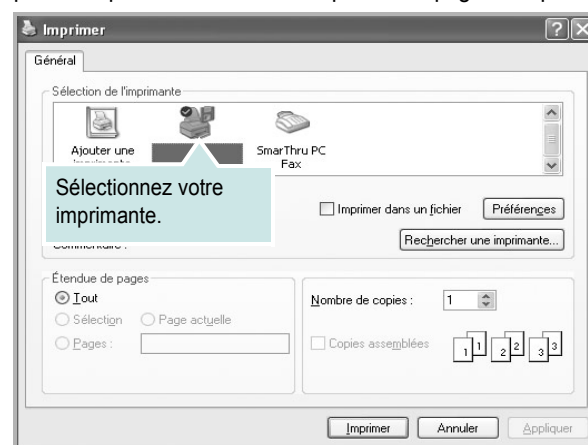 Imprimer
Général
Sélection de l'imprimante
Ajouter une
SmarThru PC
Fax
Sélectionnez votre
imprimante.
Imprimer dans un fichier
Préférences
Rechercher une imprimante...
Étendue de pages
Tout
Sélection Page actuelle
Pages :
Nombre de copies : 1
Copies assemblées
1 1 2 2 3 3
Imprimer Annuler Appliquer